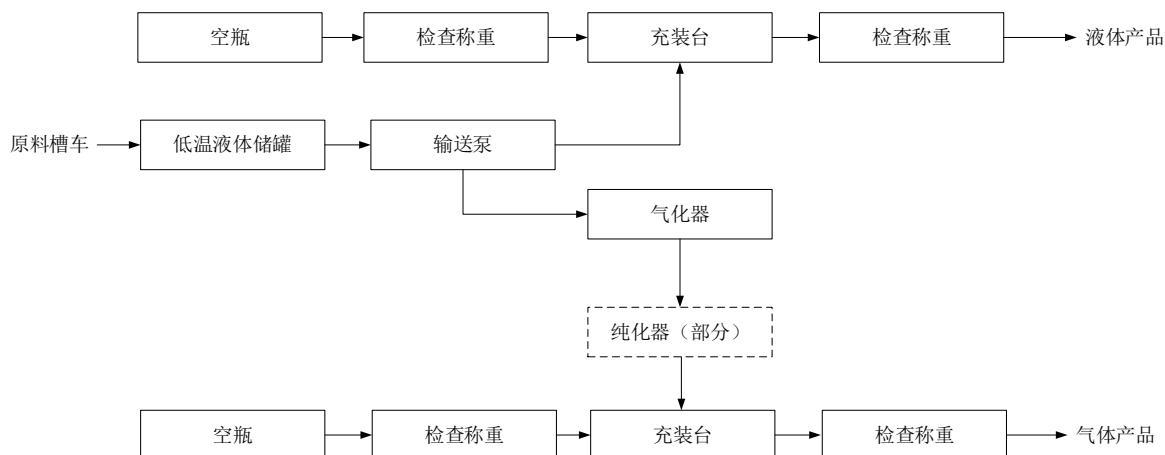 空瓶
检查称重
充装台
检查称重
液体产品
原料槽车
低温液体储罐
输送泵
气化器
纯化器（部分）
空瓶
检查称重
充装台
检查称重
气体产品